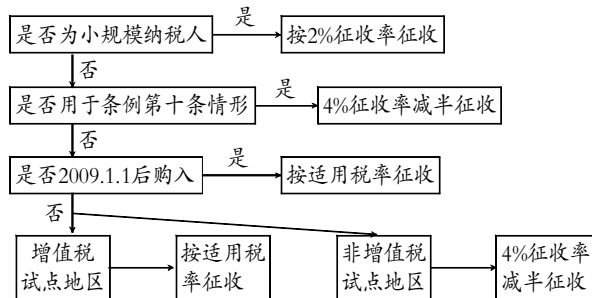 是否为小规模纳税人
是
按2%征收率征收
否
是否用于条例第十条情形
是
4%征收率减半征收
否
是否2009.1.1后购入
是
按适用税率征收
否
增值税
试点地区
按适用税
率征收
非增值税
试点地区
4%征收率
减半征收